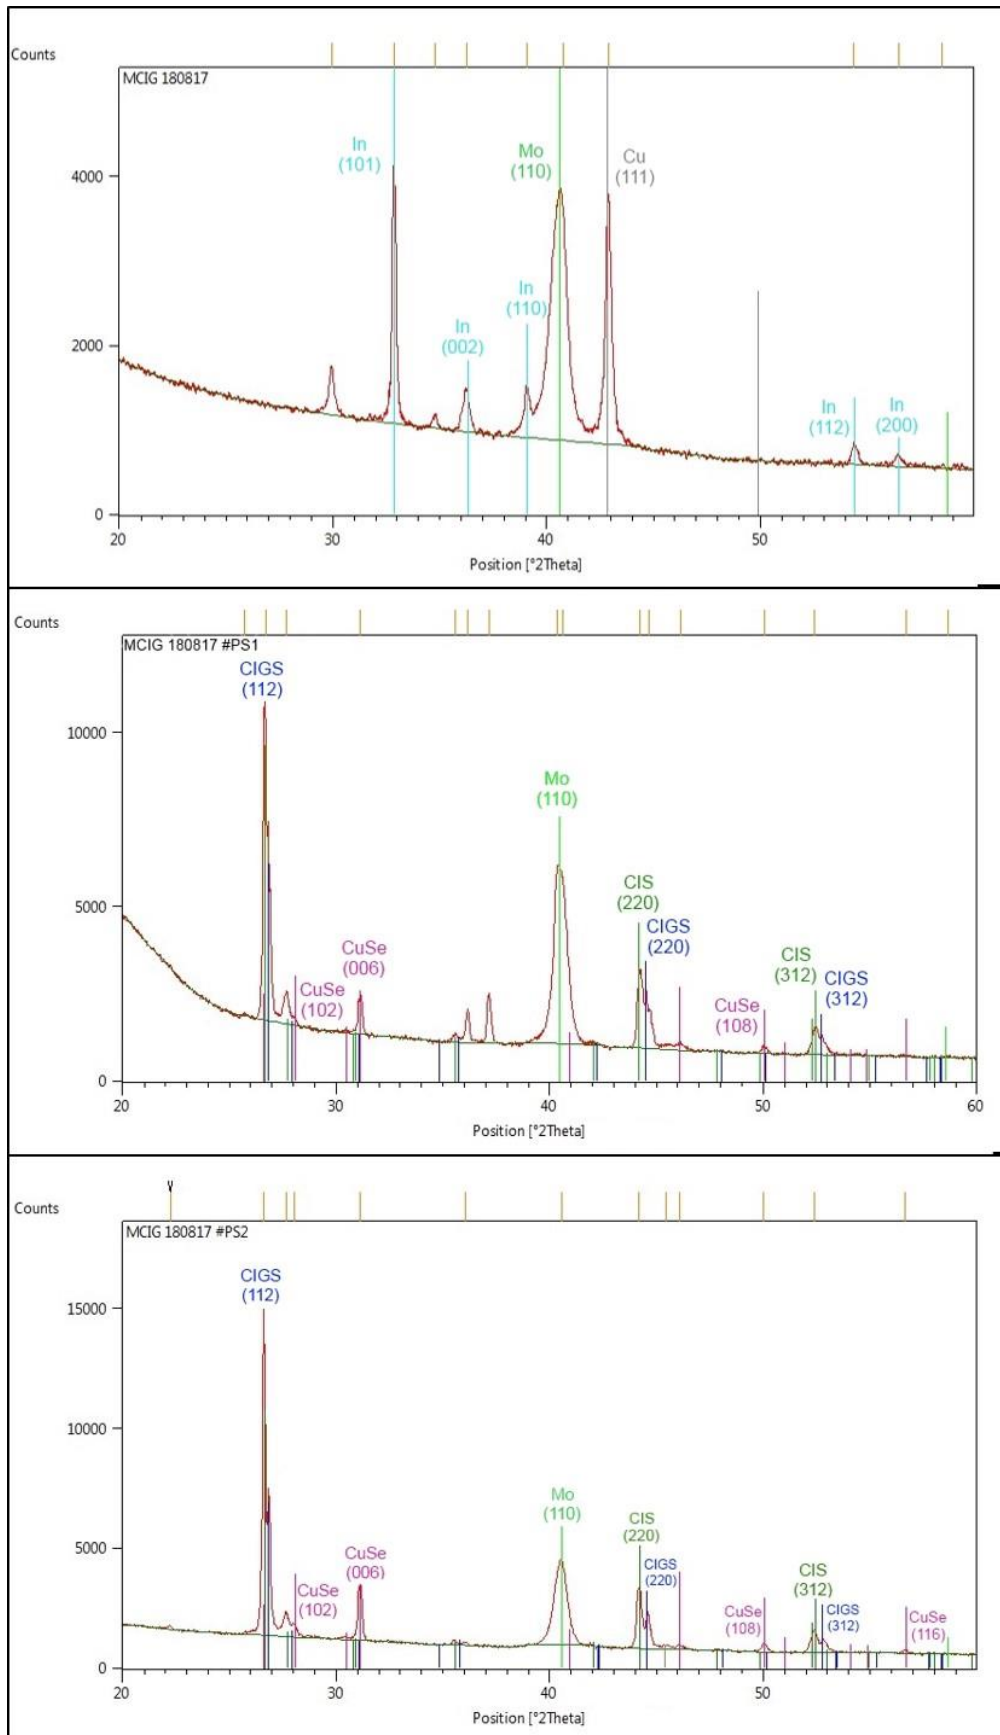 Counts
MCIG 180817
In
(101)
Mo
(110)
Cu
(111)
In
(110)
In
(002)
In
(112)
In
(200)
4000
2000
0
20
30
40
50
Position [°2Theta]
Counts
MCIG 180817 #PS1
CIGS
(112)
10000
Mo
(110)
5000
CIS
(220)
CIGS
(220)
CuSe
(006)
CuSe
(102)
CIS
(312)
CIGS
(312)
CuSe
(108)
0
20
30
40
50
60
Position [°2Theta]
Counts
MCIG 180817 #PS2
CIGS
(112)
15000
10000
Mo
(110)
5000
CIS
(220)
CIGS
(220)
CuSe
(006)
CuSe
(102)
CIS
(312)
CIGS
(312)
CuSe
(108)
CuSe
(116)
0
20
30
40
50
Position [°2Theta]